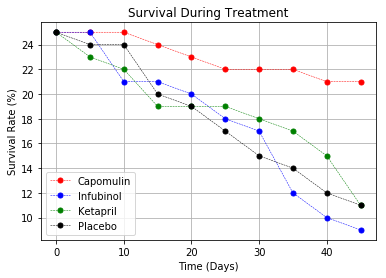 Survival During Treatment
Survival Rate (%)
24
22
20
18
16
14
12
10
Capomulin
Infubinol
Ketapril
Placebo
0
10
20
30
40
Time (Days)